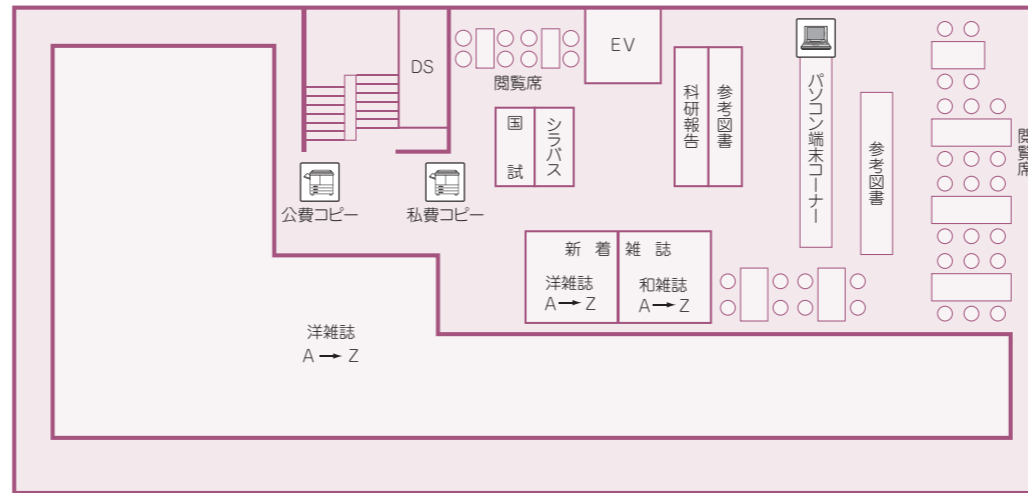 DS
EV
閲覧席
国試
シラバス
科研報告
参考図書
パソコン端末コーナー
参考図書
閲覧席
公費コピー
私費コピー
新着雑誌
洋雑誌
A→Z
和雑誌
A→Z
洋雑誌
A→Z